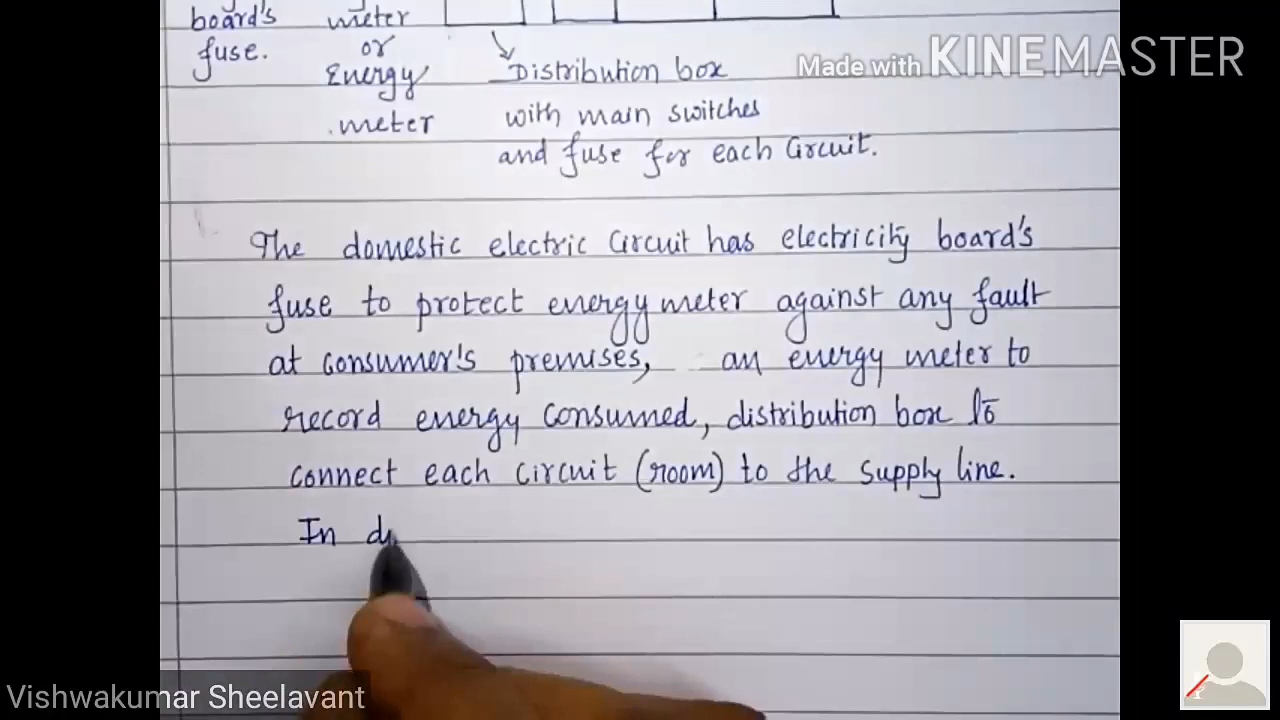 board's
fuse.
meter
or
Energy
meter
Distribution box
with main switches
and fuse for each Circuit.
Made with KINEMASTER
The domestic electric Circuit has electricity board's
fuse to protect energy meter against any fault
at consumer's premises, an energy meter to
record energy consumed, distribution box to
connect each circuit (room) to the supply line.
In
Vishwakumar Sheelavant